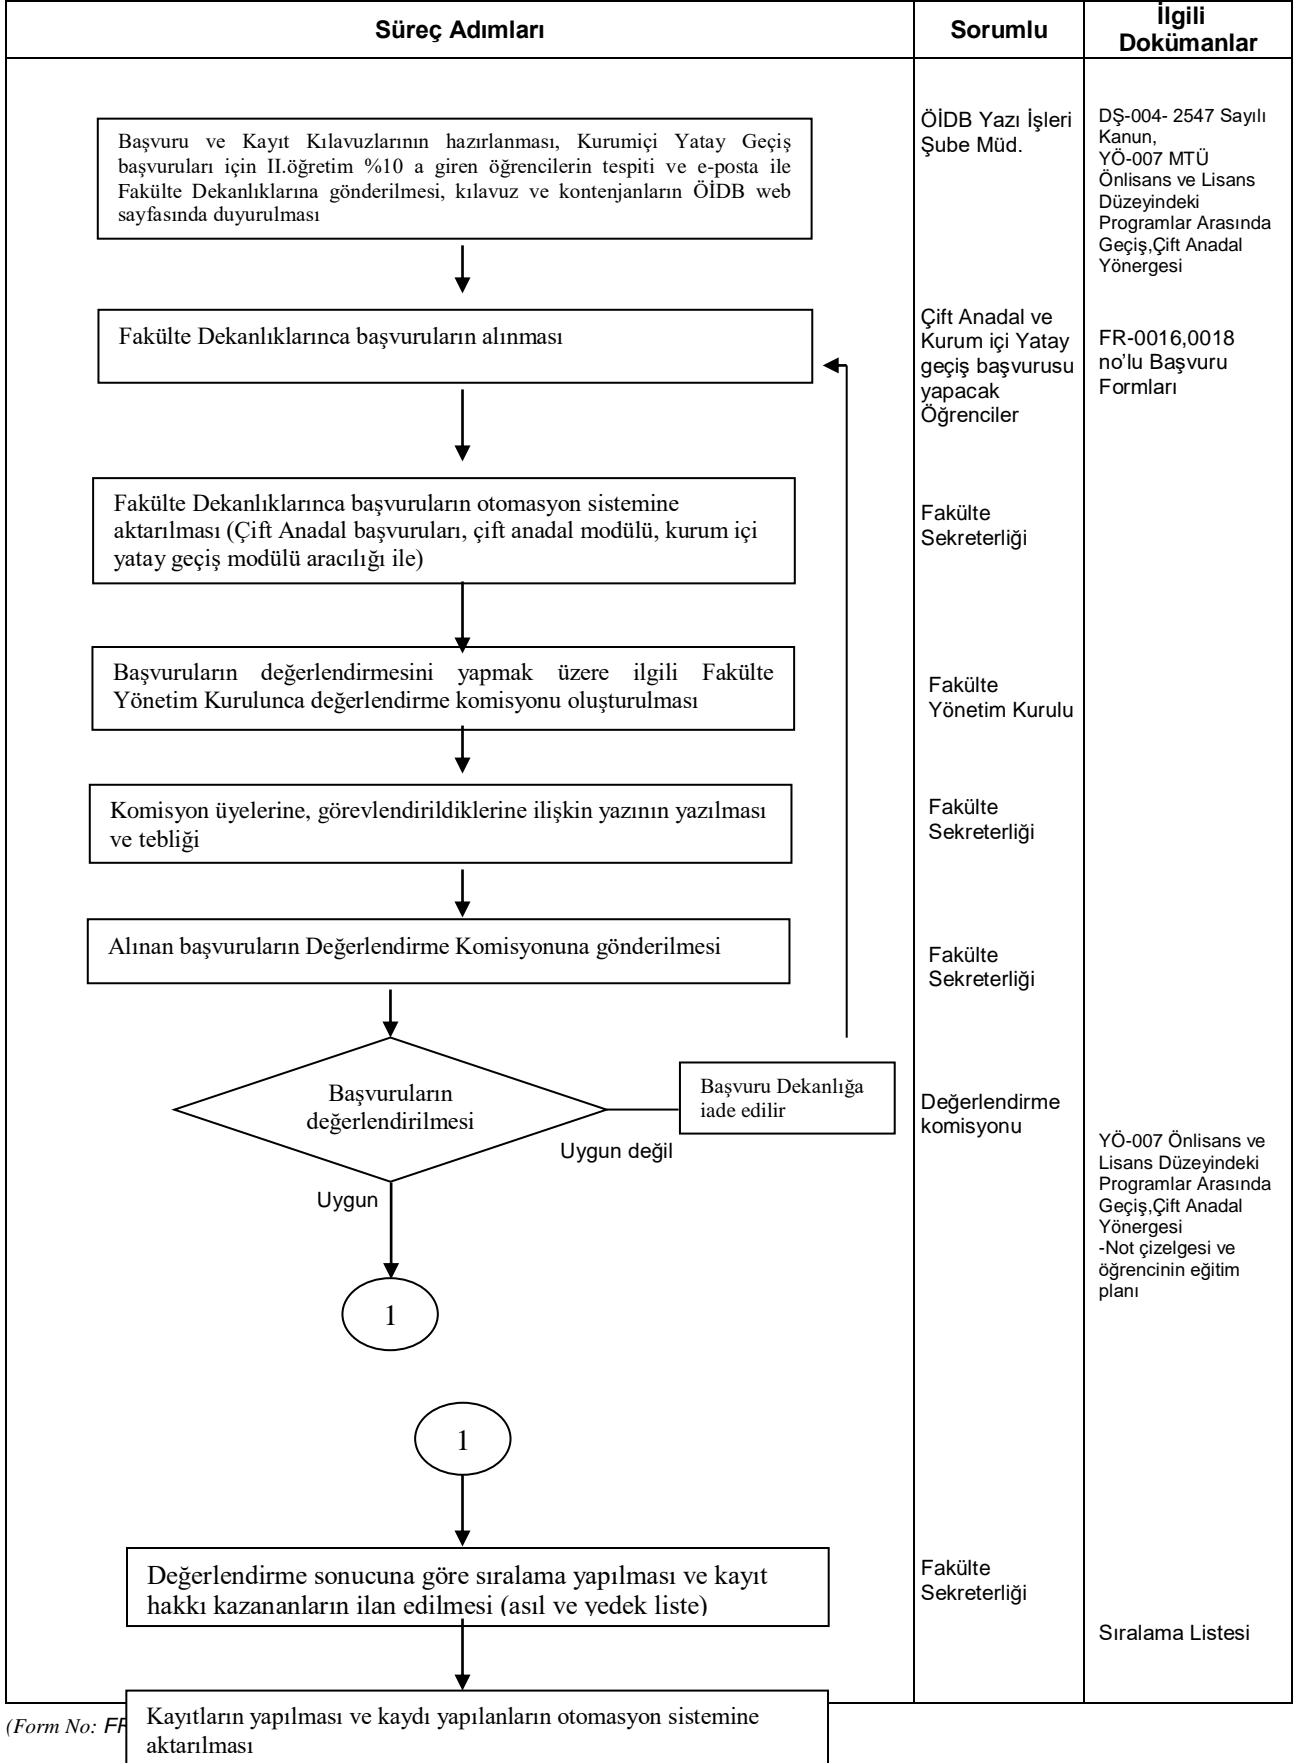 Süreç Adımları
Sorumlu
İlgili
Dokümanlar
Başvuru ve Kayıt Kılavuzlarının hazırlanması, Kurumiçi Yatay Geçiş
başvuruları için II.öğretim %10 a giren öğrencilerin tespiti ve e-posta ile
Fakülte Dekanlıklarına gönderilmesi, kılavuz ve kontenjanların ÖİDB web
sayfasında duyurulması
ÖİDB Yazı İşleri
Şube Müd.
DŞ-004- 2547 Sayılı
Kanun,
YÖ-007 MTÜ
Önlisans ve Lisans
Düzeyindeki
Programlar Arasında
Geçiş,Çift Anadal
Yönergesi
Fakülte Dekanlıklarınca başvuruların alınması
Çift Anadal ve
Kurum içi Yatay
geçiş başvurusu
yapacak
Öğrenciler
FR-0016,0018
no’lu Başvuru
Formları
Fakülte Dekanlıklarınca başvuruların otomasyon sistemine
aktarılması (Çift Anadal başvuruları, çift anadal modülü, kurum içi
yatay geçiş modülü aracılığı ile)
Fakülte
Sekreterliği
Başvuruların değerlendirmesini yapmak üzere ilgili Fakülte
Yönetim Kurulunca değerlendirme komisyonu oluşturulması
Fakülte
Yönetim Kurulu
Komisyon üyelerine, görevlendirildiklerine ilişkin yazının yazılması
ve tebliği
Fakülte
Sekreterliği
Alınan başvuruların Değerlendirme Komisyonuna gönderilmesi
Fakülte
Sekreterliği
Başvuruların
değerlendirilmesi
Başvuru Dekanlığa
iade edilir
Uygun değil
Uygun
Değerlendirme
komisyonu
YÖ-007 Önlisans ve
Lisans Düzeyindeki
Programlar Arasında
Geçiş,Çift Anadal
Yönergesi
-Not çizelgesi ve
öğrencinin eğitim
planı
1
1
Değerlendirme sonucuna göre sıralama yapılması ve kayıt
hakkı kazananların ilan edilmesi (asıl ve yedek liste)
Fakülte
Sekreterliği
Sıralama Listesi
Kayıtların yapılması ve kaydı yapılanların otomasyon sistemine
aktarılması
(Form No: FR